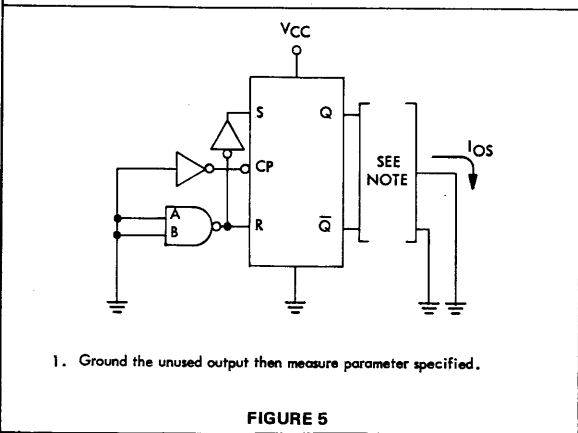 VCC
S
Q
CP
SEE
NOTE
IOS
A
B
R
Q̅
1. Ground the unused output then measure parameter specified.
FIGURE 5